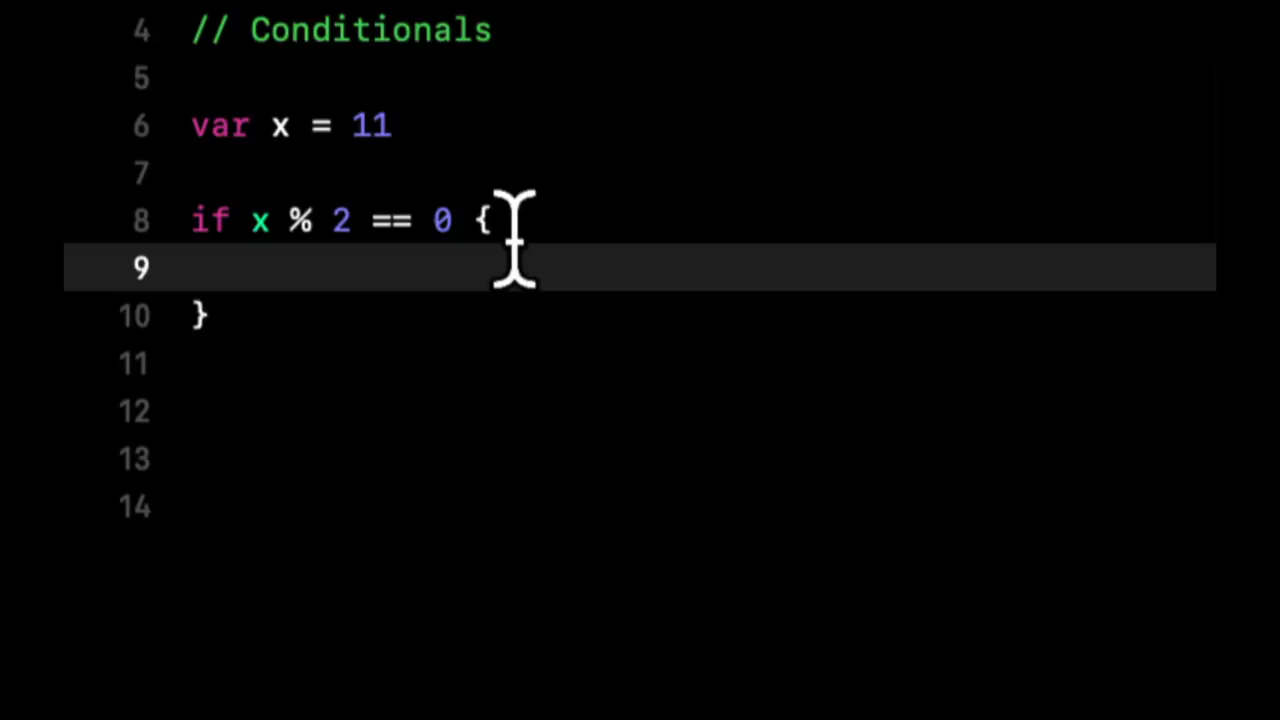 4 // Conditionals
5
6 var x = 11
7
8 if x % 2 == 0 {
9
10 }
11
12
13
14